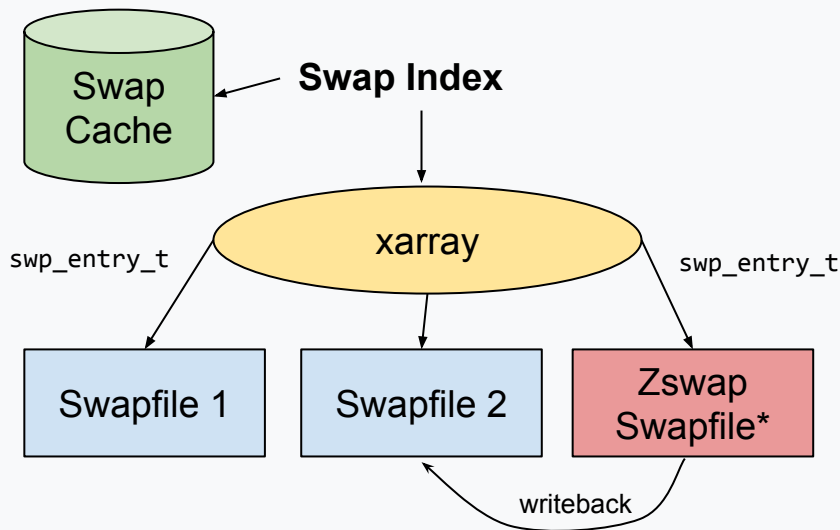 Swap
Cache
Swap Index
xarray
swp_entry_t
swp_entry_t
Swapfile 1
Swapfile 2
Zswap
Swapfile*
writeback